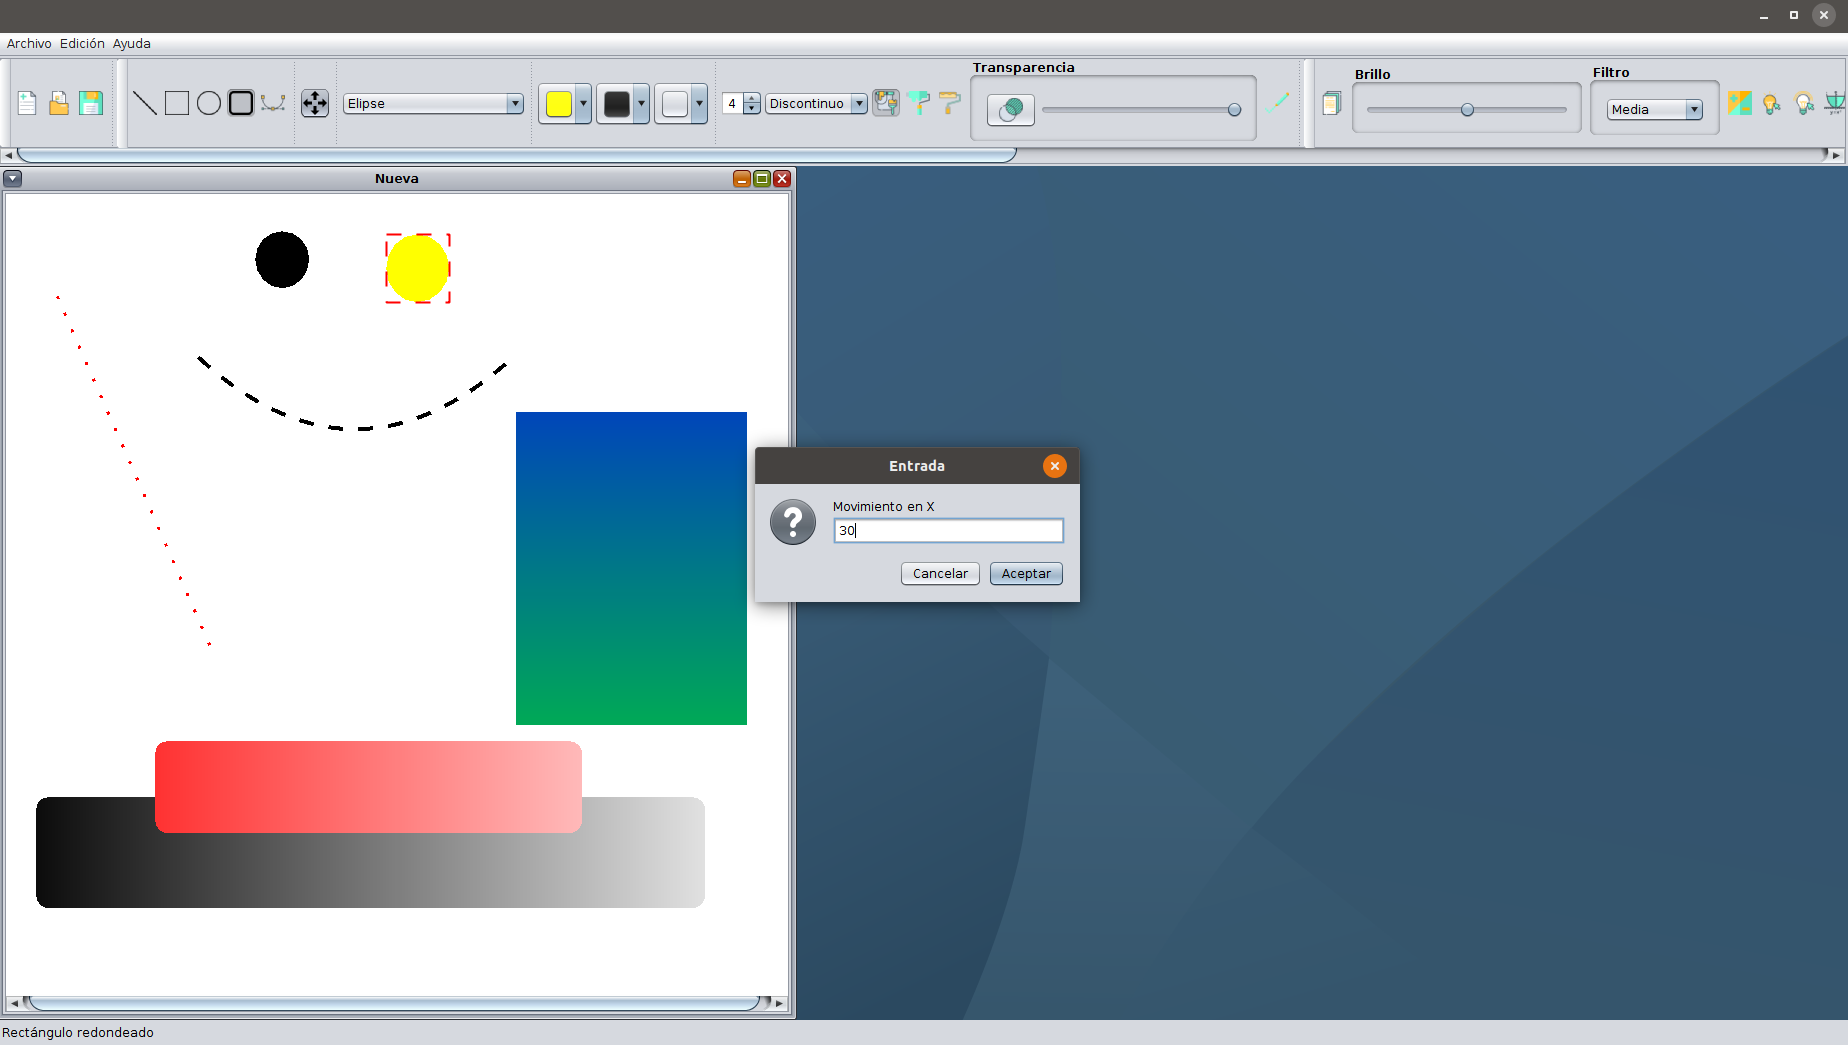 Archivo Edición Ayuda
Transparencia
Brillo
Filtro
Elipse
4
Discontinuo
Media
Nueva
Entrada
Movimiento en X
30
Cancelar
Aceptar
Rectángulo redondeado